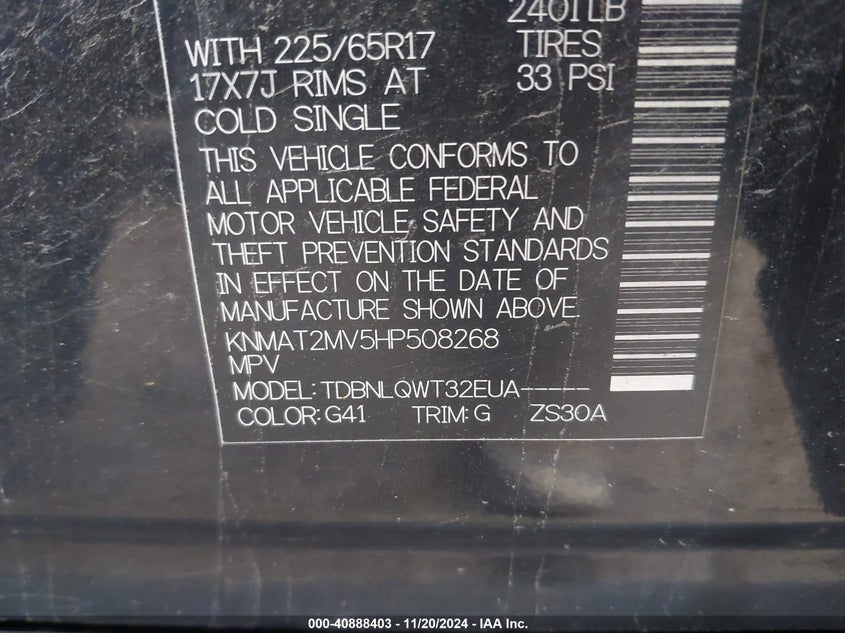 2401LB
WITH 225/65R17 TIRES
17X7J RIMS AT 33 PSI
COLD SINGLE
THIS VEHICLE CONFORMS TO
ALL APPLICABLE FEDERAL
MOTOR VEHICLE SAFETY AND
THEFT PREVENTION STANDARDS
IN EFFECT ON THE DATE OF
MANUFACTURE SHOWN ABOVE.
KNMAT2MV5HP508268
MPV
MODEL:TDBNLQWT32EUA-----
COLOR:G41 TRIM:G ZS30A
000-40888403 - 11/20/2024 - IAA Inc.